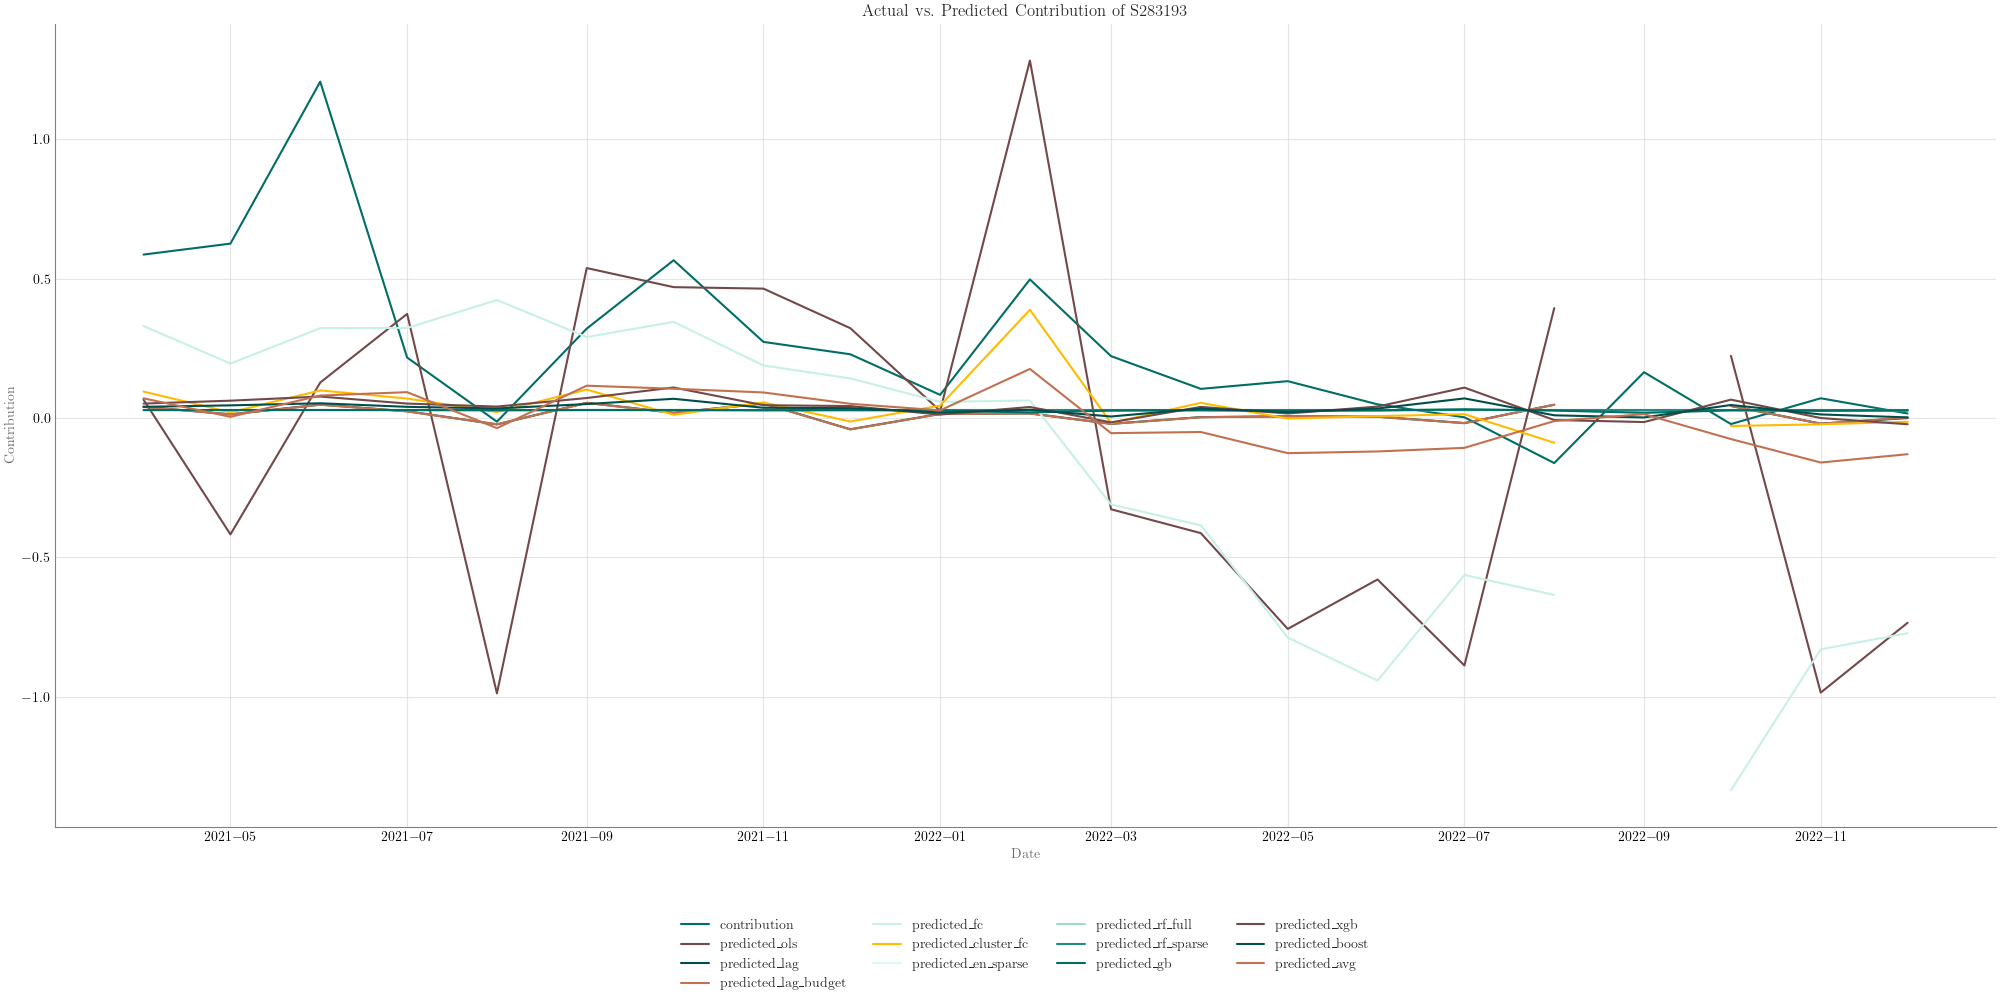 Actual vs. Predicted Contribution of S283193
Contribution
1.0
0.5
0.0
−0.5
−1.0
2021−05 2021−07 2021−09 2021−11 2022−01 2022−03 2022−05 2022−07 2022−09 2022−11
Date
contribution predicted_fc predicted_rf_full predicted_xgb
predicted_ols predicted_cluster_fc predicted_rf_sparse predicted_boost
predicted_lag predicted_en_sparse predicted_gb predicted_avg
predicted_lag_budget